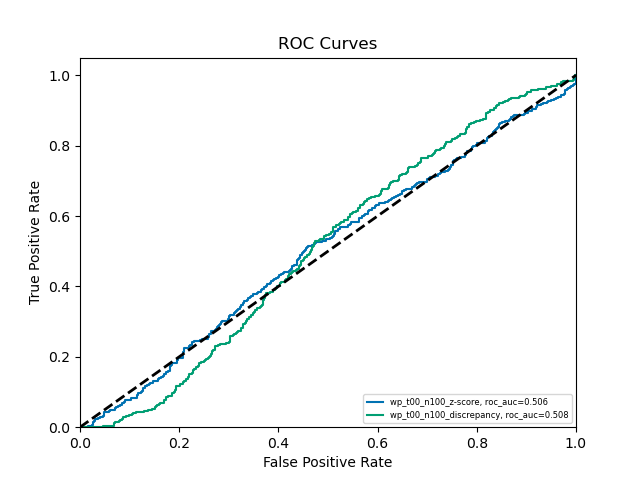 ROC Curves
True Positive Rate
1.0
0.8
0.6
0.4
0.2
0.0
0.0 0.2 0.4 0.6 0.8 1.0
False Positive Rate
wp_t00_n100_z-score, roc_auc=0.506
wp_t00_n100_discrepancy, roc_auc=0.508